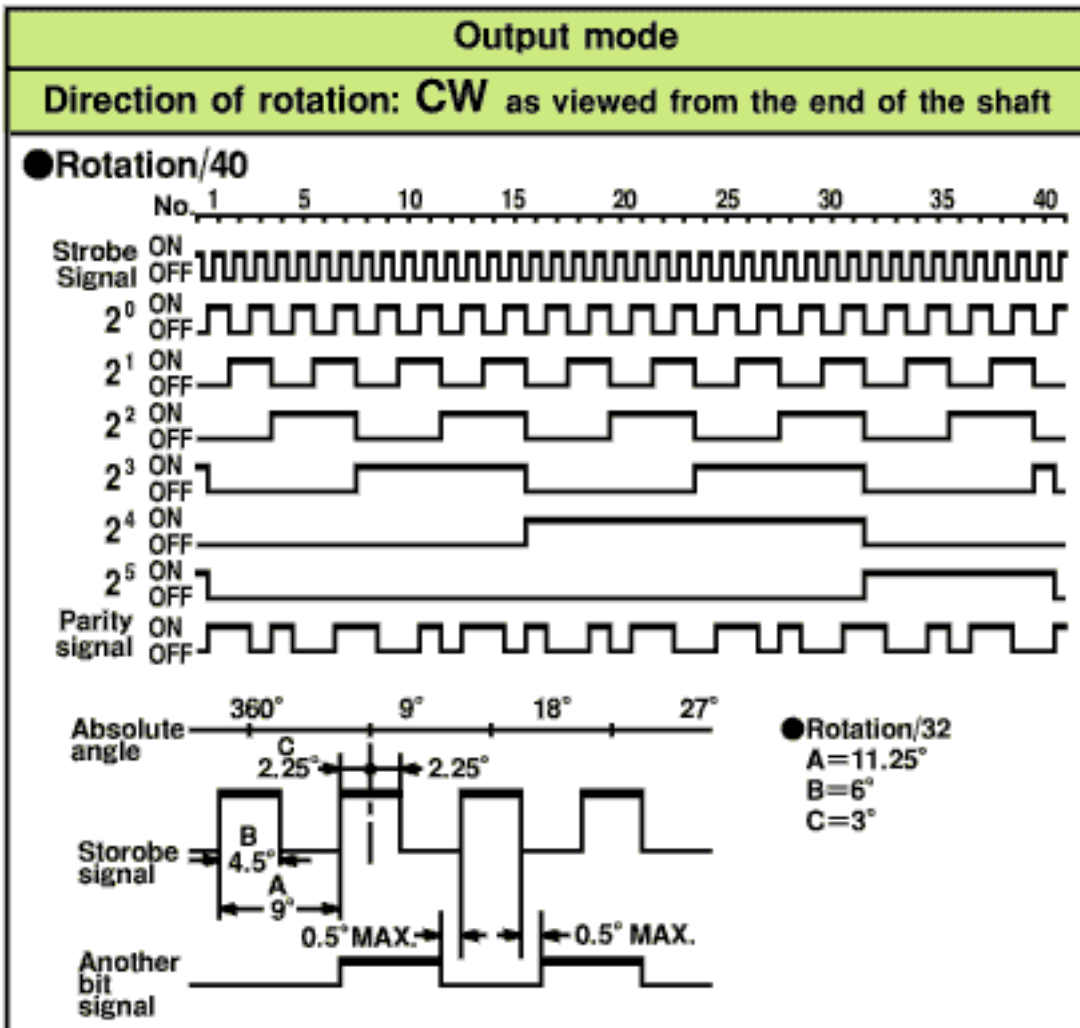 Output mode
Direction of rotation: CW as viewed from the end of the shaft
●Rotation/40
No. 1 5 10 15 20 25 30 35 40
Strobe Signal ON OFF
2⁰ ON OFF
2¹ ON OFF
2² ON OFF
2³ ON OFF
2⁴ ON OFF
2⁵ ON OFF
Parity signal ON OFF
Absolute angle 360° 9° 18° 27°
C
2.25° 2.25°
Storobe signal
B
4.5°
A
9°
0.5° MAX. 0.5° MAX.
Another bit signal
●Rotation/32
A=11.25°
B=6°
C=3°